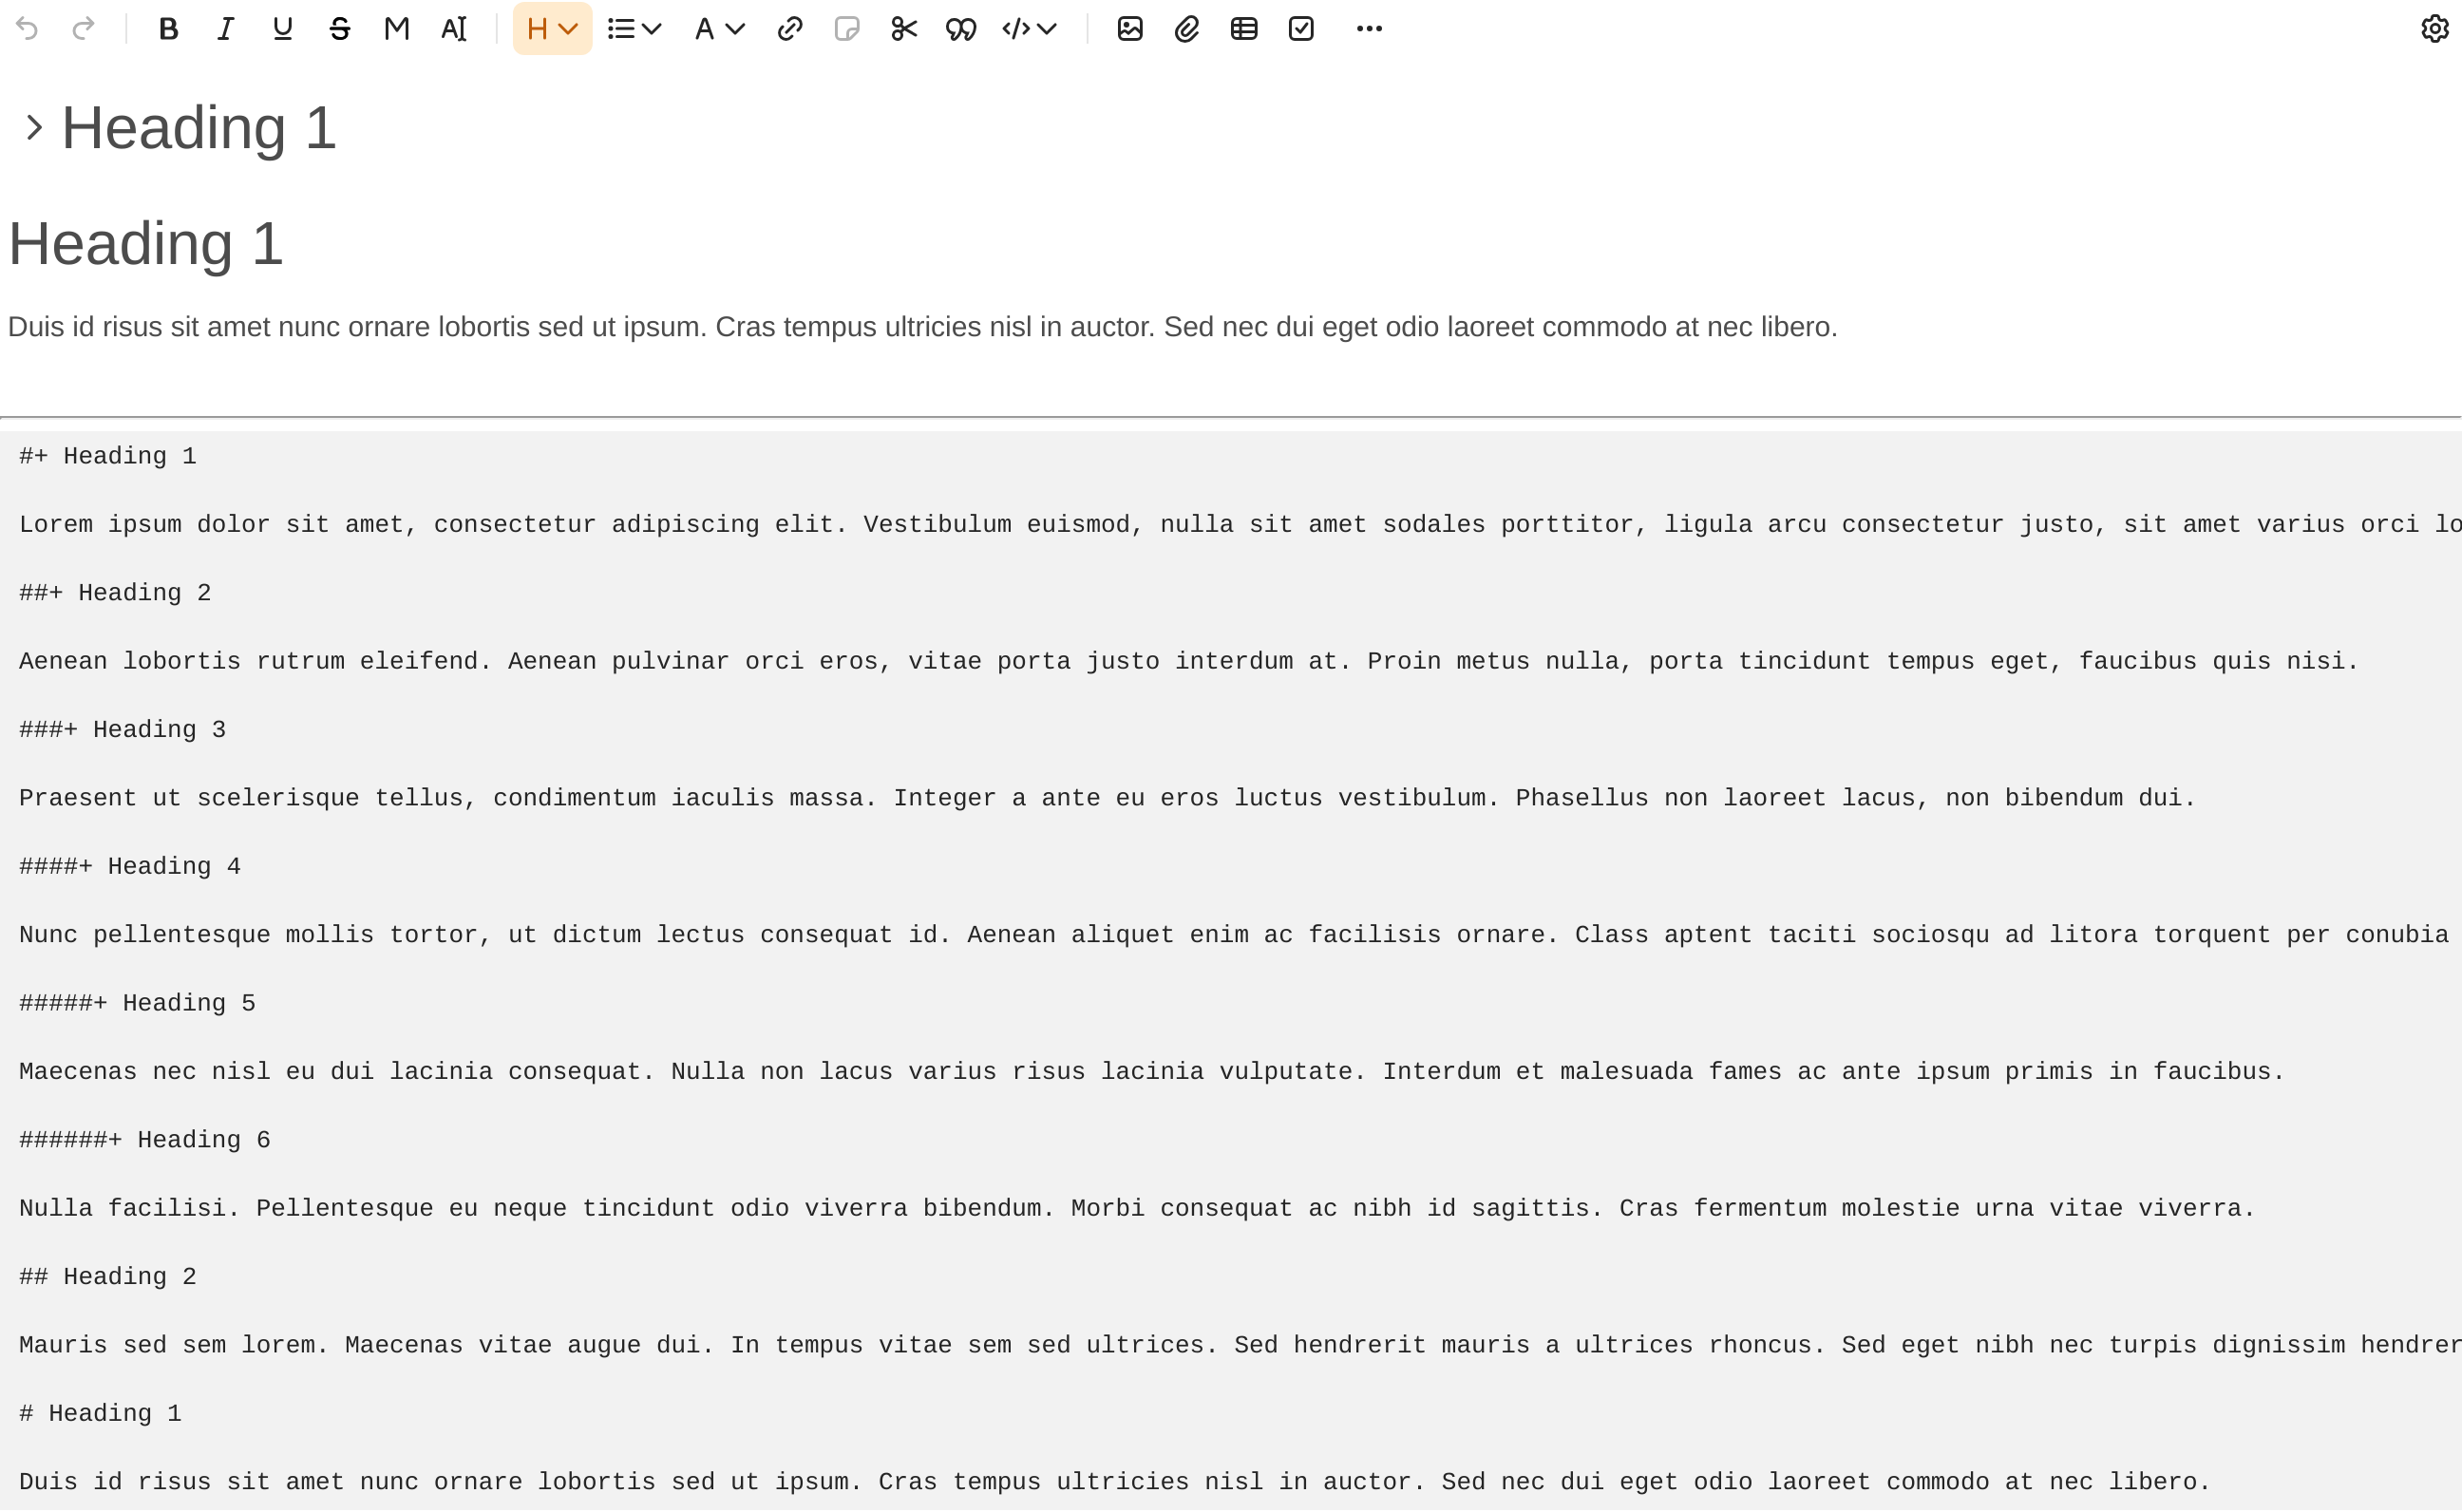 B I U S M A H A
Heading 1
Heading 1
Duis id risus sit amet nunc ornare lobortis sed ut ipsum. Cras tempus ultricies nisl in auctor. Sed nec dui eget odio laoreet commodo at nec libero.
#+ Heading 1
Lorem ipsum dolor sit amet, consectetur adipiscing elit. Vestibulum euismod, nulla sit amet sodales porttitor, ligula arcu consectetur justo, sit amet varius orci lo
##+ Heading 2
Aenean lobortis rutrum eleifend. Aenean pulvinar orci eros, vitae porta justo interdum at. Proin metus nulla, porta tincidunt tempus eget, faucibus quis nisi.
###+ Heading 3
Praesent ut scelerisque tellus, condimentum iaculis massa. Integer a ante eu eros luctus vestibulum. Phasellus non laoreet lacus, non bibendum dui.
####+ Heading 4
Nunc pellentesque mollis tortor, ut dictum lectus consequat id. Aenean aliquet enim ac facilisis ornare. Class aptent taciti sociosqu ad litora torquent per conubia
#####+ Heading 5
Maecenas nec nisl eu dui lacinia consequat. Nulla non lacus varius risus lacinia vulputate. Interdum et malesuada fames ac ante ipsum primis in faucibus.
######+ Heading 6
Nulla facilisi. Pellentesque eu neque tincidunt odio viverra bibendum. Morbi consequat ac nibh id sagittis. Cras fermentum molestie urna vitae viverra.
## Heading 2
Mauris sed sem lorem. Maecenas vitae augue dui. In tempus vitae sem sed ultrices. Sed hendrerit mauris a ultrices rhoncus. Sed eget nibh nec turpis dignissim hendrer
# Heading 1
Duis id risus sit amet nunc ornare lobortis sed ut ipsum. Cras tempus ultricies nisl in auctor. Sed nec dui eget odio laoreet commodo at nec libero.